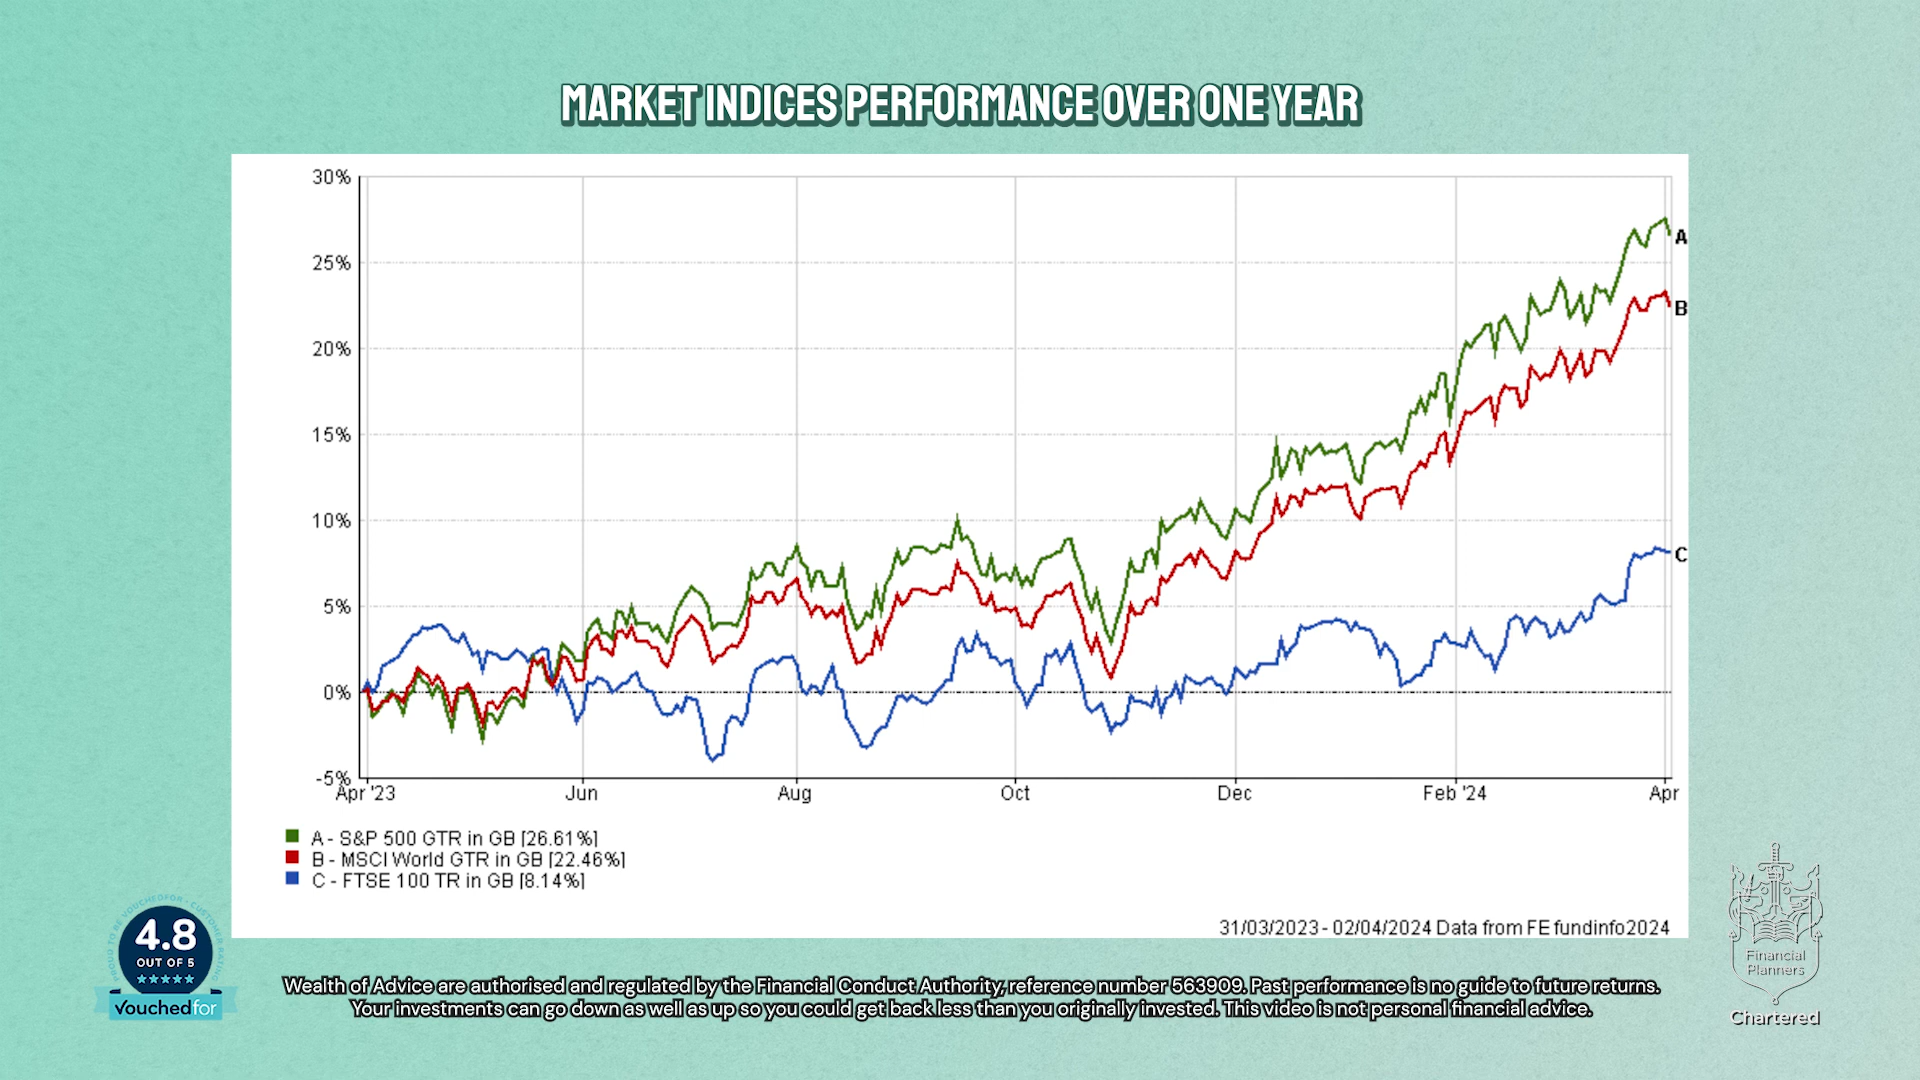 MARKET INDICES PERFORMANCE OVER ONE YEAR
30%
25%
20%
15%
10%
5%
0%
-5%
A
B
C
Apr '23
Jun
Aug
Oct
Dec
Feb '24
Apr
A - S&P 500 GTR in GB [26.61%]
B - MSCI World GTR in GB [22.46%]
C - FTSE 100 TR in GB [8.14%]
31/03/2023 - 02/04/2024 Data from FE fundinfo2024
4.8
OUT OF 5
Vouchedfor
Wealth of Advice are authorised and regulated by the Financial Conduct Authority, reference number 563909. Past performance is no guide to future returns.
Your investments can go down as well as up so you could get back less than you originally invested. This video is not personal financial advice.
Financial
Planners
Chartered